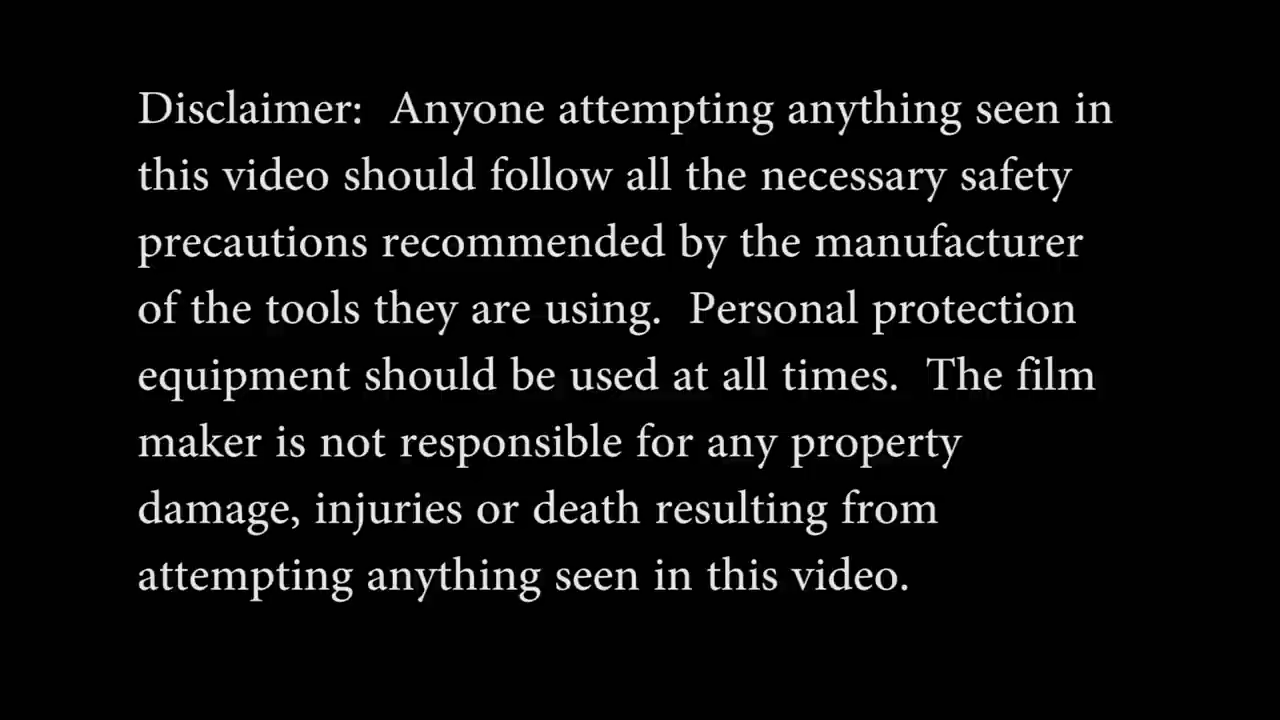 Disclaimer:  Anyone attempting anything seen in
this video should follow all the necessary safety
precautions recommended by the manufacturer
of the tools they are using.  Personal protection
equipment should be used at all times.  The film
maker is not responsible for any property
damage, injuries or death resulting from
attempting anything seen in this video.